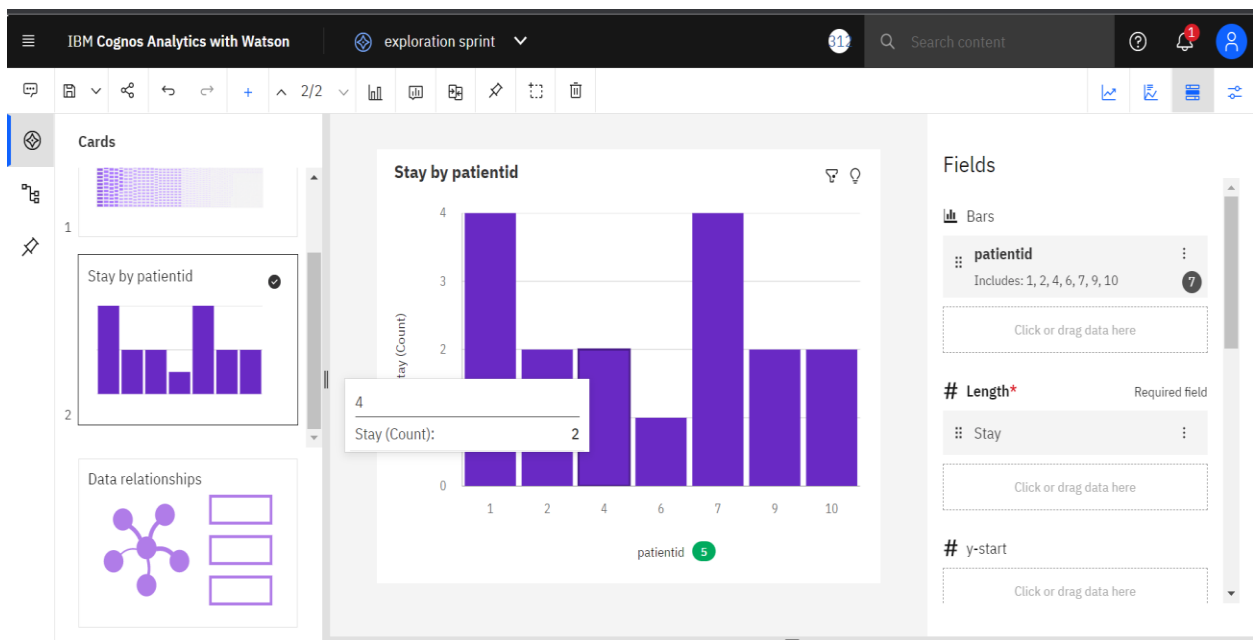 IBM Cognos Analytics with Watson
exploration sprint
312
Search content
1
2/2
Cards
1
Stay by patientid
2
Data relationships
Stay by patientid
4
3
2
0
tay (Count)
4
Stay (Count): 2
1 2 4 6 7 9 10
patientid 5
Fields
Bars
patientid
Includes: 1, 2, 4, 6, 7, 9, 10
7
Click or drag data here
# Length* Required field
Stay
Click or drag data here
# y-start
Click or drag data here